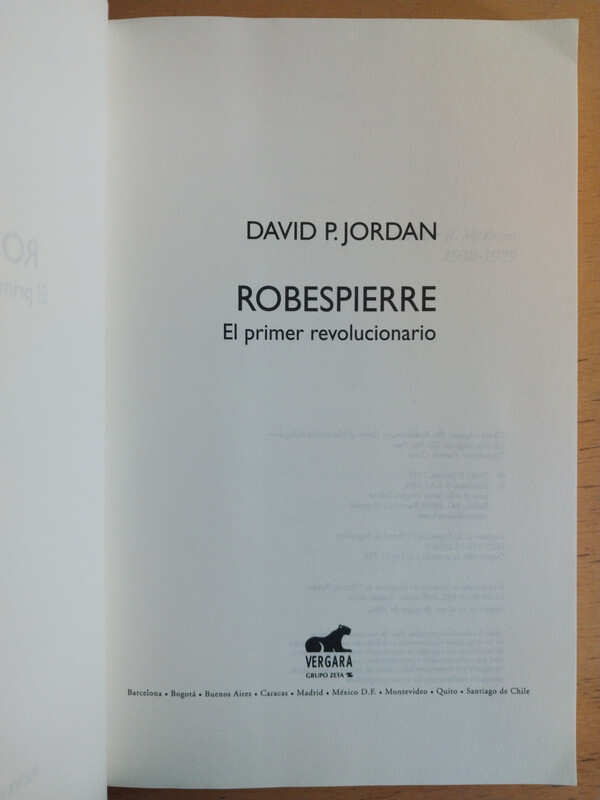 DAVID P. JORDAN
ROBESPIERRE
El primer revolucionario
VERGARA
GRUPO ZETA
Barcelona • Bogotá • Buenos Aires • Caracas • Madrid • México D.F. • Montevideo • Quito • Santiago de Chile